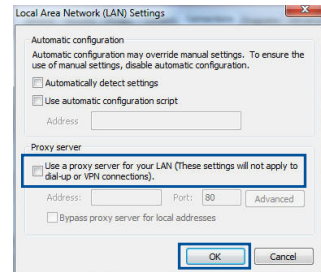 Local Area Network (LAN) Settings
Automatic configuration
Automatic configuration may override manual settings. To ensure the
use of manual settings, disable automatic configuration.
Automatically detect settings
Use automatic configuration script
Address
Proxy server
Use a proxy server for your LAN (These settings will not apply to
dial-up or VPN connections).
Address: Port: 80 Advanced
Bypass proxy server for local addresses
OK Cancel